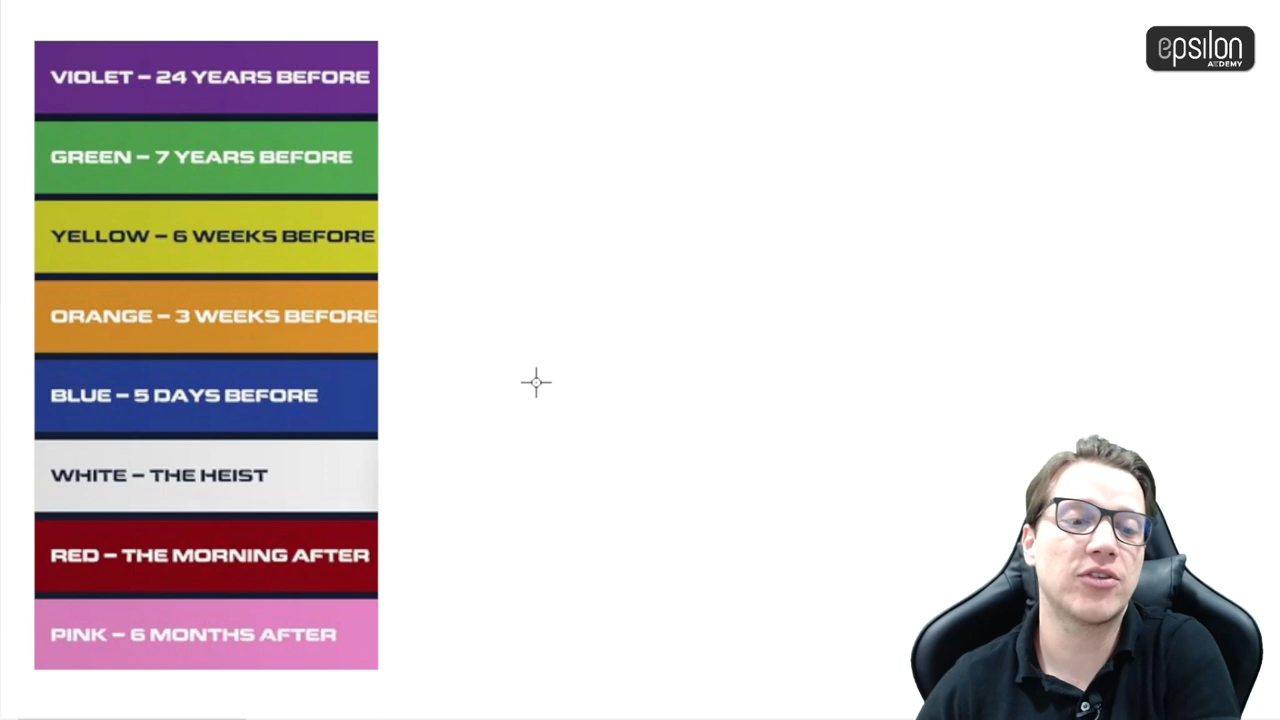 epsilon
AKDEMY
VIOLET – 24 YEARS BEFORE
GREEN – 7 YEARS BEFORE
YELLOW – 6 WEEKS BEFORE
ORANGE – 3 WEEKS BEFORE
BLUE – 5 DAYS BEFORE
WHITE – THE HEIST
RED – THE MORNING AFTER
PINK – 6 MONTHS AFTER